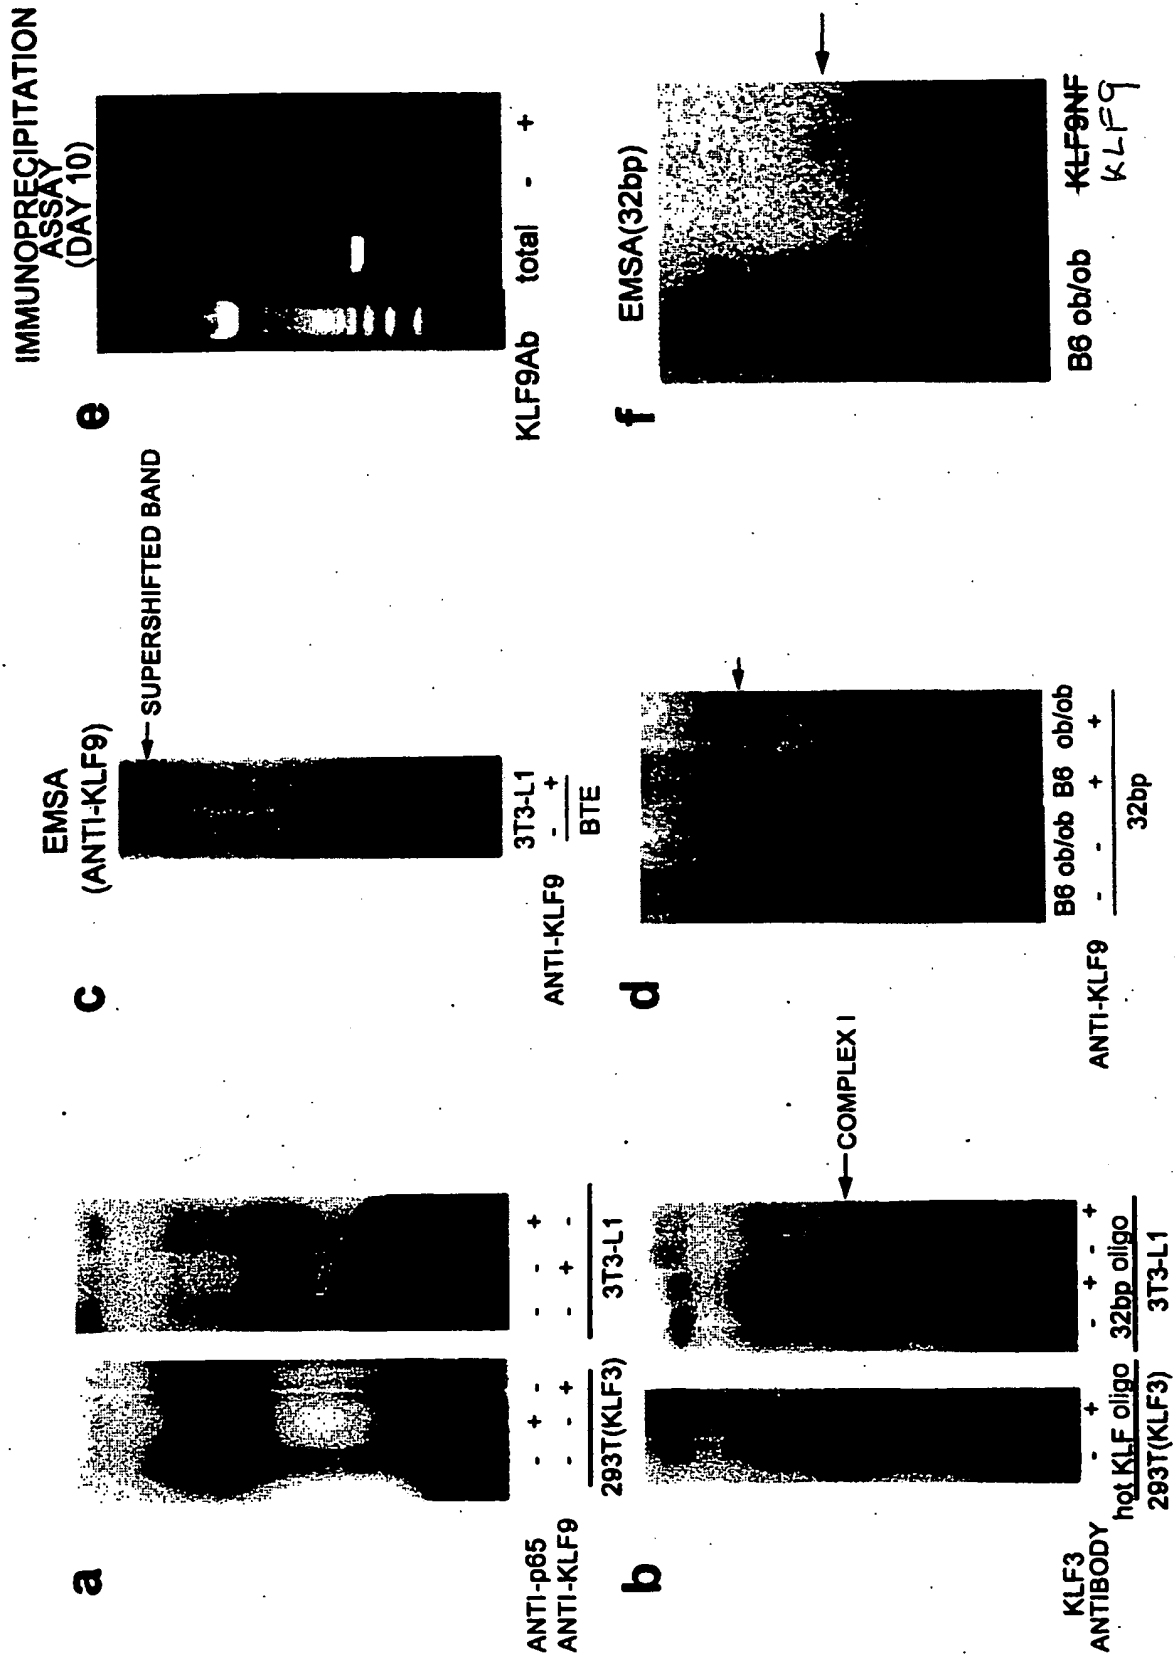 a
ANTI-p65 - + - - - +
ANTI-KLF9 - - + - + -
293T(KLF3) 3T3-L1
b
COMPLEX I
KLF3 ANTIBODY - + - + - +
hot KLF oligo 32bp oligo
293T(KLF3) 3T3-L1
c
EMSA
(ANTI-KLF9)
SUPERSHIFTED BAND
3T3-L1
ANTI-KLF9 - +
BTE
d
B6 ob/ob B6 ob/ob
ANTI-KLF9 - - + +
32bp
e
IMMUNOPRECIPITATION
ASSAY
(DAY 10)
KLF9Ab total - +
f
EMSA(32bp)
B6 ob/ob KLF9NF
KLF9